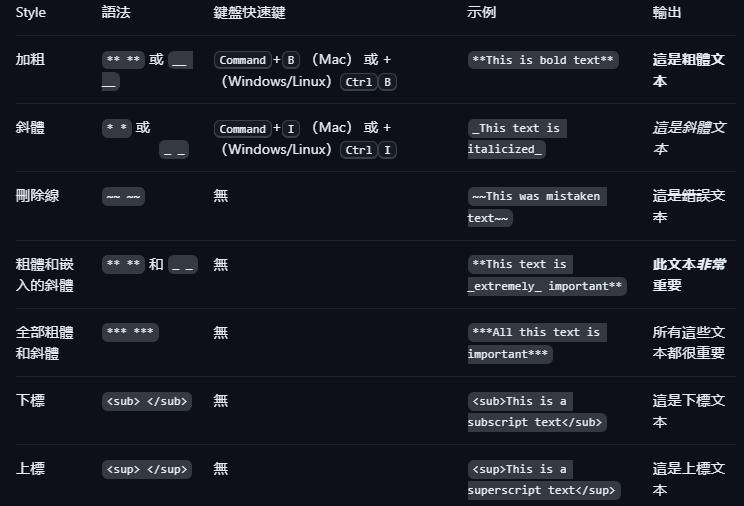 Style 語法 鍵盤快速鍵 示例 輸出
加粗 ** ** 或 __ Command+B （Mac） 或 + **This is bold text** 這是粗體文
__ （Windows/Linux） Ctrl B 本
斜體 * * 或 Command+I （Mac） 或 + _This text is 這是斜體文
_ _ （Windows/Linux） Ctrl I italicized_ 本
刪除線 ~~ ~~ 無 ~~This was mistaken 這是錯誤文
text~~ 本
粗體和嵌 ** ** 和 _ _ 無 **This text is 此文本非常
入的斜體 _extremely_ important** 重要
全部粗體 *** *** 無 ***All this text is 所有這些文
和斜體 important*** 本都很重要
下標 <sub> </sub> 無 <sub>This is a 這是下標文
subscript text</sub> 本
上標 <sup> </sup> 無 <sup>This is a 這是上標文
superscript text</sup> 本